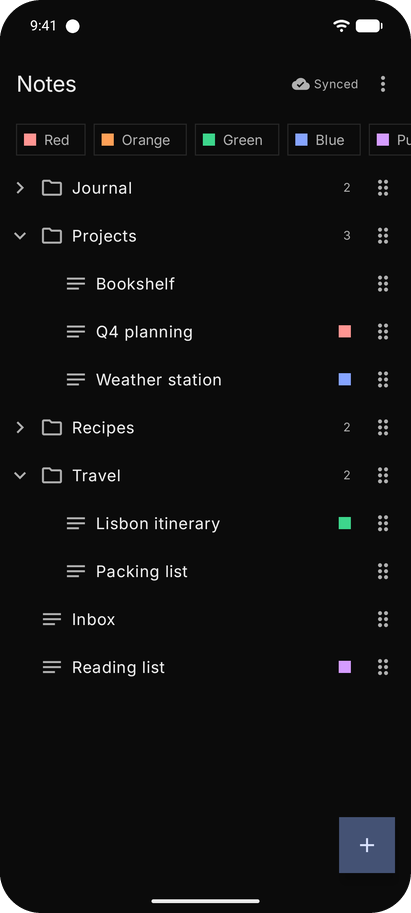 9:41
Notes
Synced
Red
Orange
Green
Blue
Journal 2
Projects 3
Bookshelf
Q4 planning
Weather station
Recipes 2
Travel 2
Lisbon itinerary
Packing list
Inbox
Reading list